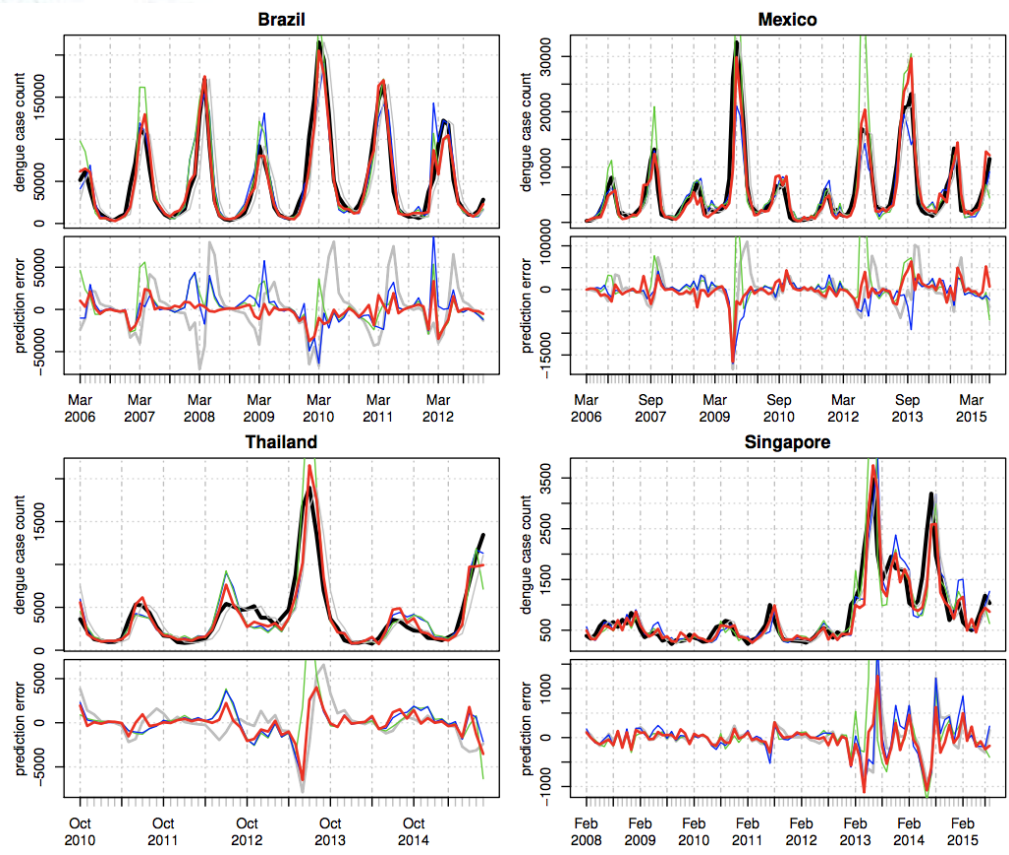 Brazil
dengue case count
150000
50000
0
prediction error
50000
0
−50000
Mar 2006
Mar 2007
Mar 2008
Mar 2009
Mar 2010
Mar 2011
Mar 2012
Mexico
dengue case count
30000
20000
10000
0
prediction error
10000
0
−15000
Mar 2006
Sep 2007
Mar 2009
Sep 2010
Mar 2012
Sep 2013
Mar 2015
Thailand
dengue case count
15000
5000
0
prediction error
5000
0
−5000
Oct 2010
Oct 2011
Oct 2012
Oct 2013
Oct 2014
Singapore
dengue case count
3500
2500
1500
500
prediction error
1000
0
−1000
Feb 2008
Feb 2009
Feb 2010
Feb 2011
Feb 2012
Feb 2013
Feb 2014
Feb 2015